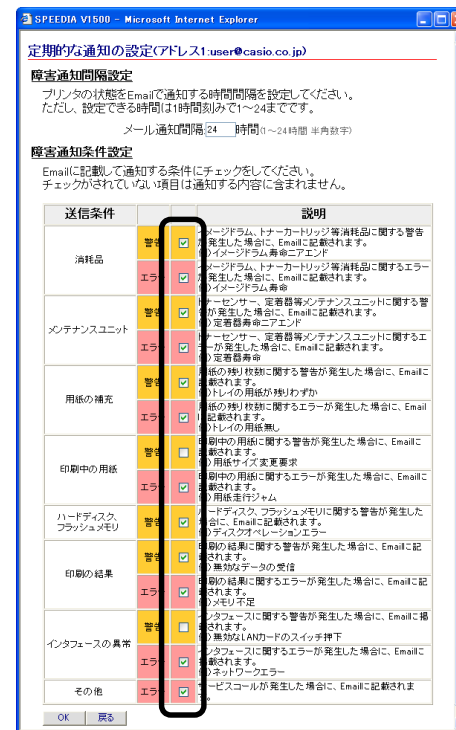 SPEEDIA V1500 - Microsoft Internet Explorer
定期的な通知の設定(アドレス1:user@casio.co.jp)
障害通知間隔設定
プリンタの状態をEmailで通知する時間間隔を設定してください。
ただし、設定できる時間は1時間刻みで1~24までです。
メール通知間隔:24 時間(1~24時間 半角数字)
障害通知条件設定
Emailに記載して通知する条件にチェックをしてください。
チェックがされていない項目は通知する内容に含まれません。
送信条件 説明
消耗品
警告
イメージドラム、トナーカートリッジ等消耗品に関する警告
が発生した場合に、Emailに記載されます。
例)イメージドラム寿命ニアエンド
エラー
イメージドラム、トナーカートリッジ等消耗品に関するエラー
が発生した場合に、Emailに記載されます。
例)イメージドラム寿命
メンテナンスユニット
警告
トナーセンサー、定着器等メンテナンスユニットに関する警
告が発生した場合に、Emailに記載されます。
例)定着器寿命ニアエンド
エラー
トナーセンサー、定着器等メンテナンスユニットに関するエ
ラーが発生した場合に、Emailに記載されます。
例)定着器寿命
用紙の補充
警告
用紙の残り枚数に関する警告が発生した場合に、Emailに
記載されます。
例)トレイの用紙が残りわずか
エラー
用紙の残り枚数に関するエラーが発生した場合に、Email
に記載されます。
例)トレイの用紙無し
印刷中の用紙
警告
印刷中の用紙に関する警告が発生した場合に、Emailに
記載されます。
例)用紙サイズ変更要求
エラー
印刷中の用紙に関するエラーが発生した場合に、Emailに
記載されます。
例)用紙走行ジャム
ハードディスク、
フラッシュメモリ
警告
ハードディスク、フラッシュメモリに関する警告が発生した
場合に、Emailに記載されます。
例)ディスクオペレーションエラー
印刷の結果
警告
印刷の結果に関する警告が発生した場合に、Emailに記
載されます。
例)無効なデータの受信
エラー
印刷の結果に関するエラーが発生した場合に、Emailに記
載されます。
例)メモリ不足
インタフェースの異常
警告
インタフェースに関する警告が発生した場合に、Emailに掲
載されます。
例)無効なLANカードのスイッチ押下
エラー
インタフェースに関するエラーが発生した場合に、Emailに
掲載されます。
例)ネットワークエラー
その他
エラー
サービスコールが発生した場合に、Emailに記載されま
す。
OK 戻る